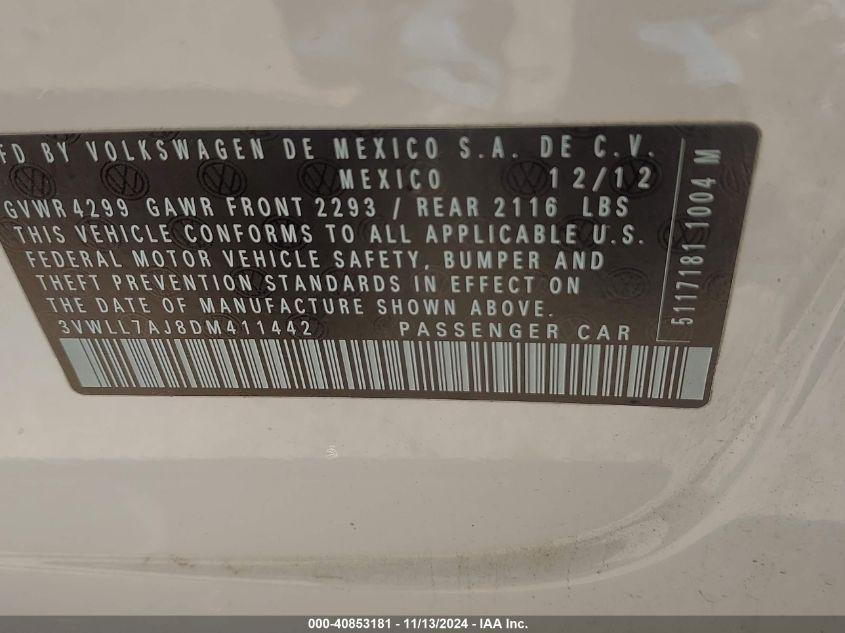 FD BY VOLKSWAGEN DE MEXICO S.A. DE C.V.
MEXICO 12/12
GVWR 4299 GAWR FRONT 2293 / REAR 2116 LBS
THIS VEHICLE CONFORMS TO ALL APPLICABLE U.S.
FEDERAL MOTOR VEHICLE SAFETY, BUMPER AND
THEFT PREVENTION STANDARDS IN EFFECT ON
THE DATE OF MANUFACTURE SHOWN ABOVE.
3VWLL7AJ8DM411442 PASSENGER CAR
5117181 1004 M
000-40853181 - 11/13/2024 - IAA Inc.